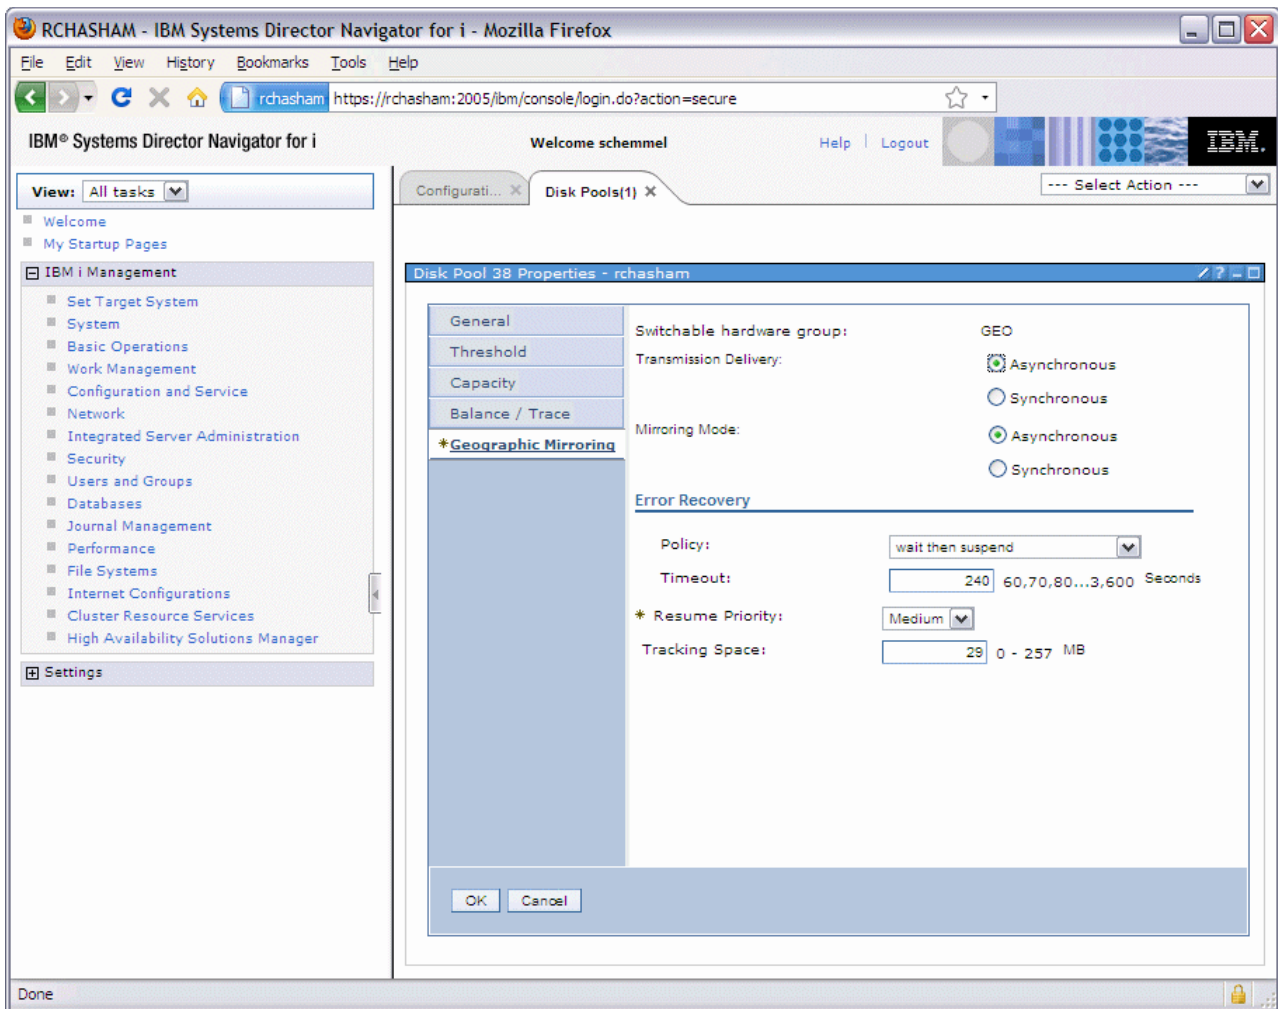 RCHASHAM - IBM Systems Director Navigator for i - Mozilla Firefox
File Edit View History Bookmarks Tools Help
rchasham https://rchasham:2005/ibm/console/login.do?action=secure
IBM® Systems Director Navigator for i
Welcome schemmel
Help Logout
IBM.
View: All tasks
Configurati...
Disk Pools(1)
--- Select Action ---
Welcome
My Startup Pages
IBM i Management
Set Target System
System
Basic Operations
Work Management
Configuration and Service
Network
Integrated Server Administration
Security
Users and Groups
Databases
Journal Management
Performance
File Systems
Internet Configurations
Cluster Resource Services
High Availability Solutions Manager
Settings
Disk Pool 38 Properties - rchasham
General
Threshold
Capacity
Balance / Trace
*Geographic Mirroring
Switchable hardware group: GEO
Transmission Delivery: Asynchronous
Synchronous
Mirroring Mode: Asynchronous
Synchronous
Error Recovery
Policy: wait then suspend
Timeout: 240 60,70,80...3,600 Seconds
* Resume Priority: Medium
Tracking Space: 29 0 - 257 MB
OK Cancel
Done